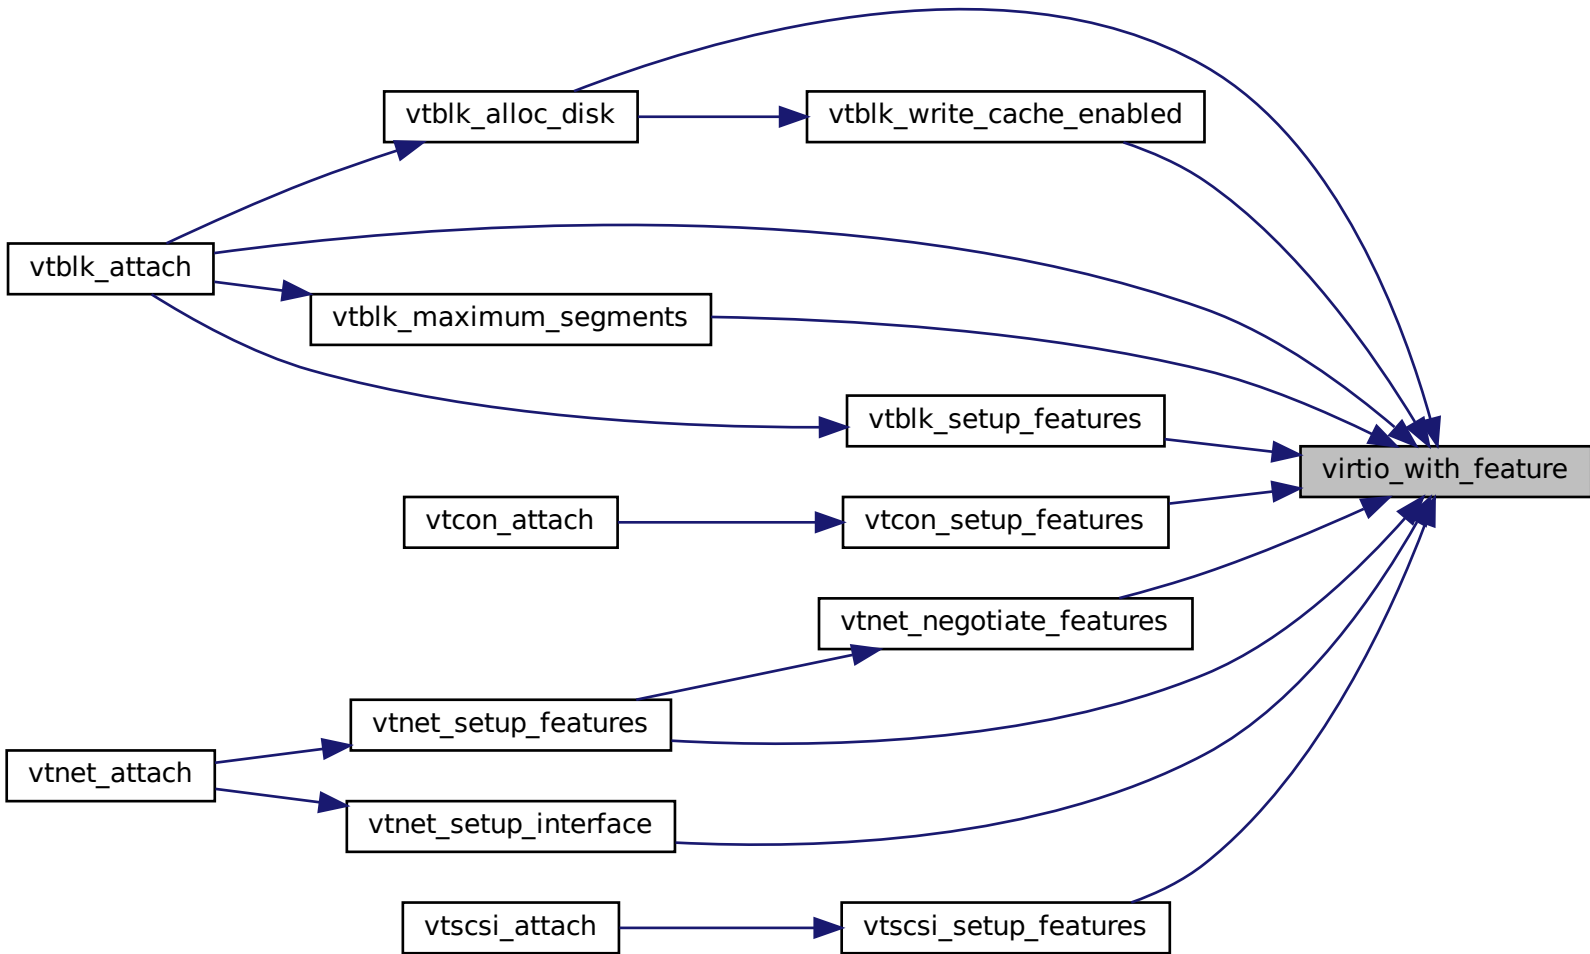 vtblk_alloc_disk
vtblk_write_cache_enabled
vtblk_attach
vtblk_maximum_segments
vtblk_setup_features
virtio_with_feature
vtcon_attach
vtcon_setup_features
vtnet_negotiate_features
vtnet_setup_features
vtnet_attach
vtnet_setup_interface
vtscsi_attach
vtscsi_setup_features